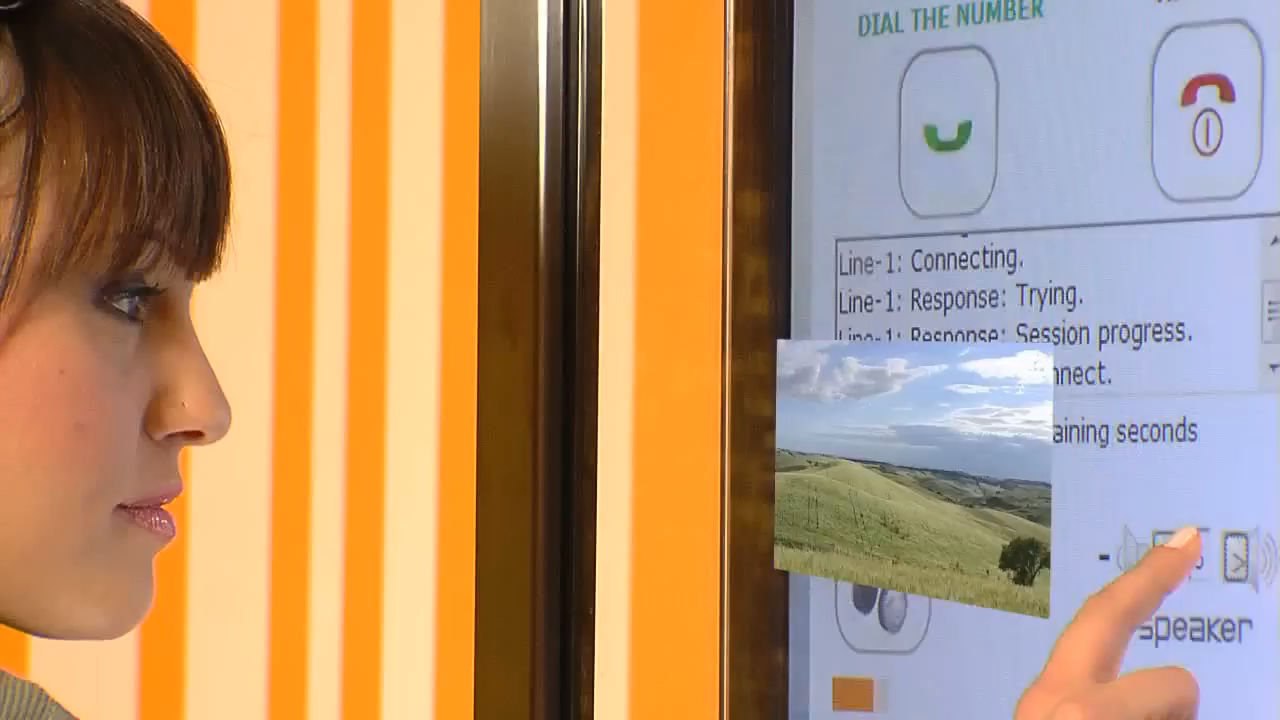 DIAL THE NUMBER
Line-1: Connecting.
Line-1: Response: Trying.
Line-1: Response: Session progress.
nnect.
aining seconds
-
speaker